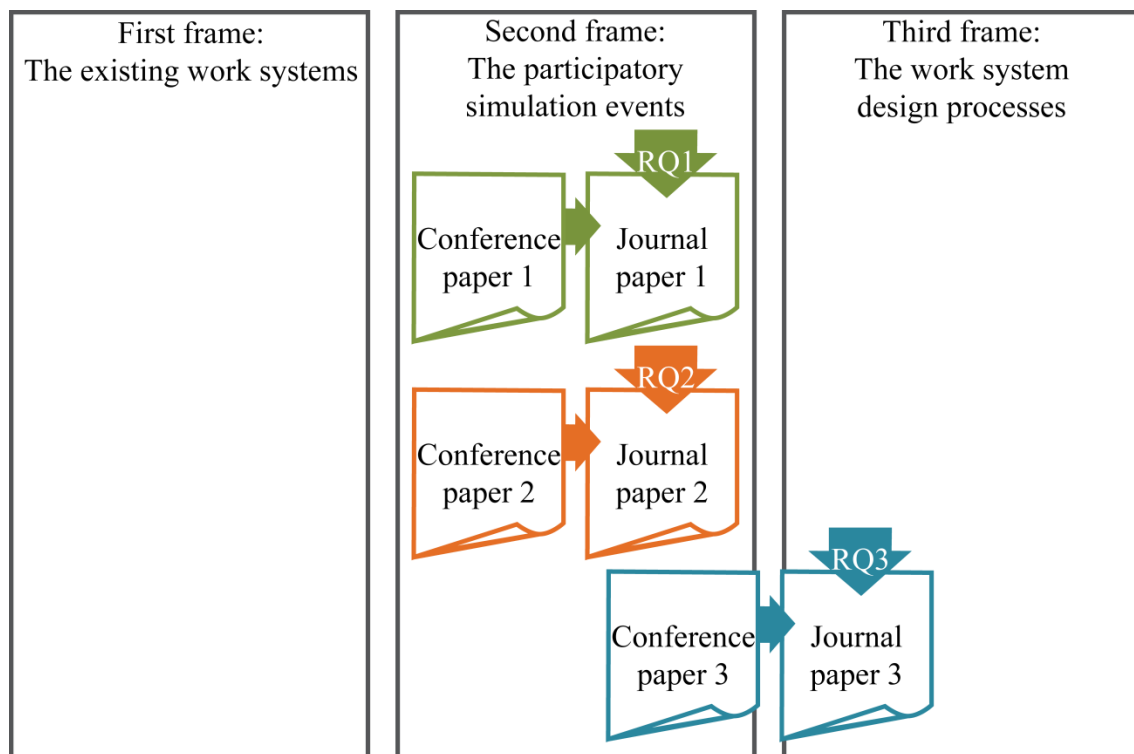 First frame:
The existing work systems
Second frame:
The participatory
simulation events
Third frame:
The work system
design processes
RQ1
Conference
paper 1
Journal
paper 1
RQ2
Conference
paper 2
Journal
paper 2
RQ3
Conference
paper 3
Journal
paper 3